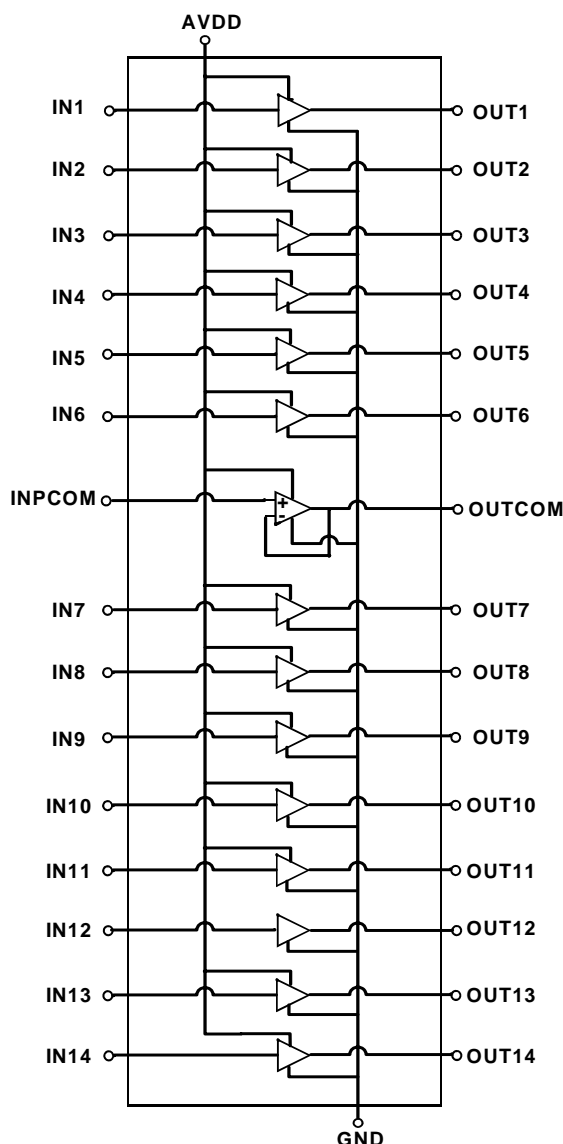 AVDD
IN1 OUT1
IN2 OUT2
IN3 OUT3
IN4 OUT4
IN5 OUT5
IN6 OUT6
INPCOM + - OUTCOM
IN7 OUT7
IN8 OUT8
IN9 OUT9
IN10 OUT10
IN11 OUT11
IN12 OUT12
IN13 OUT13
IN14 OUT14
GND